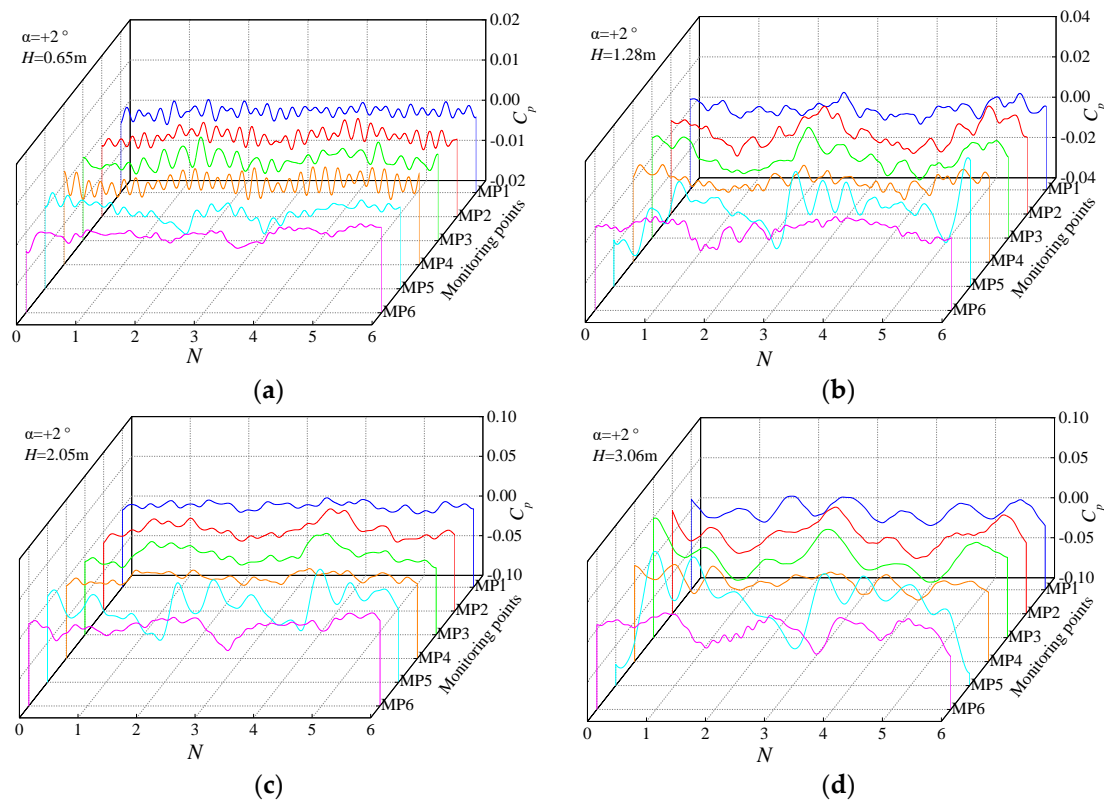 α=+2 °
H=0.65m
0.02
0.01
0.00
-0.01
-0.02
Cp
MP1
MP2
MP3
MP4
MP5
MP6
Monitoring points
0 1 2 3 4 5 6
N
(a)
α=+2 °
H=1.28m
0.04
0.02
0.00
-0.02
-0.04
Cp
MP1
MP2
MP3
MP4
MP5
MP6
Monitoring points
0 1 2 3 4 5 6
N
(b)
α=+2 °
H=2.05m
0.10
0.05
0.00
-0.05
-0.10
Cp
MP1
MP2
MP3
MP4
MP5
MP6
Monitoring points
0 1 2 3 4 5 6
N
(c)
α=+2 °
H=3.06m
0.10
0.05
0.00
-0.05
-0.10
Cp
MP1
MP2
MP3
MP4
MP5
MP6
Monitoring points
0 1 2 3 4 5 6
N
(d)